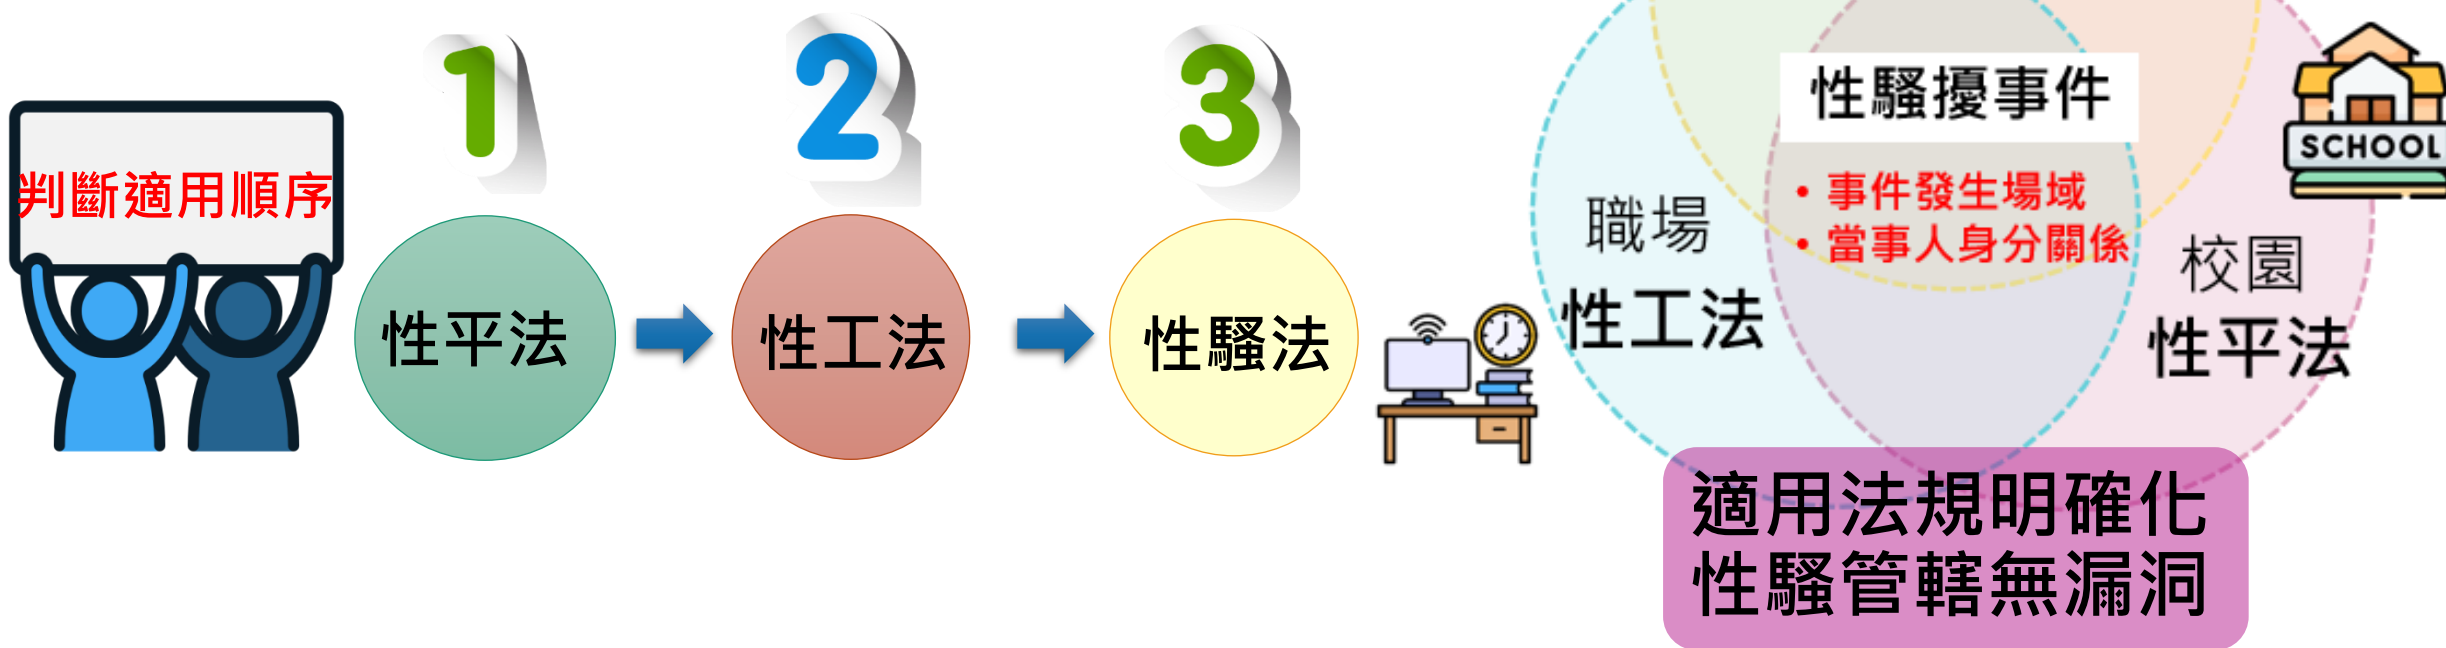 判斷適用順序
1
2
3
性平法
性工法
性騷法
性騷擾事件
• 事件發生場域
• 當事人身分關係
職場
性工法
校園
性平法
SCHOOL
適用法規明確化
性騷管轄無漏洞